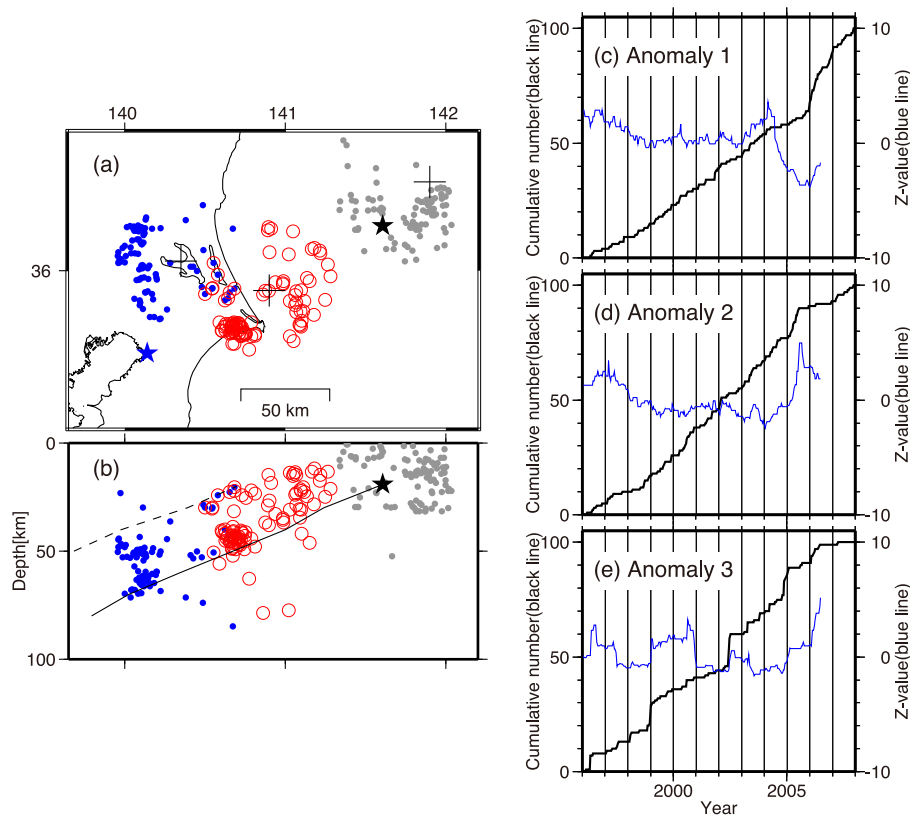 140
141
142
(a)
36
50 km
0
(b)
50
100
Depth[km]
100
50
0
Cumulative number(black line)
(c) Anomaly 1
10
0
-10
Z-value(blue line)
100
50
0
Cumulative number(black line)
(d) Anomaly 2
10
0
-10
Z-value(blue line)
100
50
0
Cumulative number(black line)
(e) Anomaly 3
10
0
-10
Z-value(blue line)
2000
2005
Year